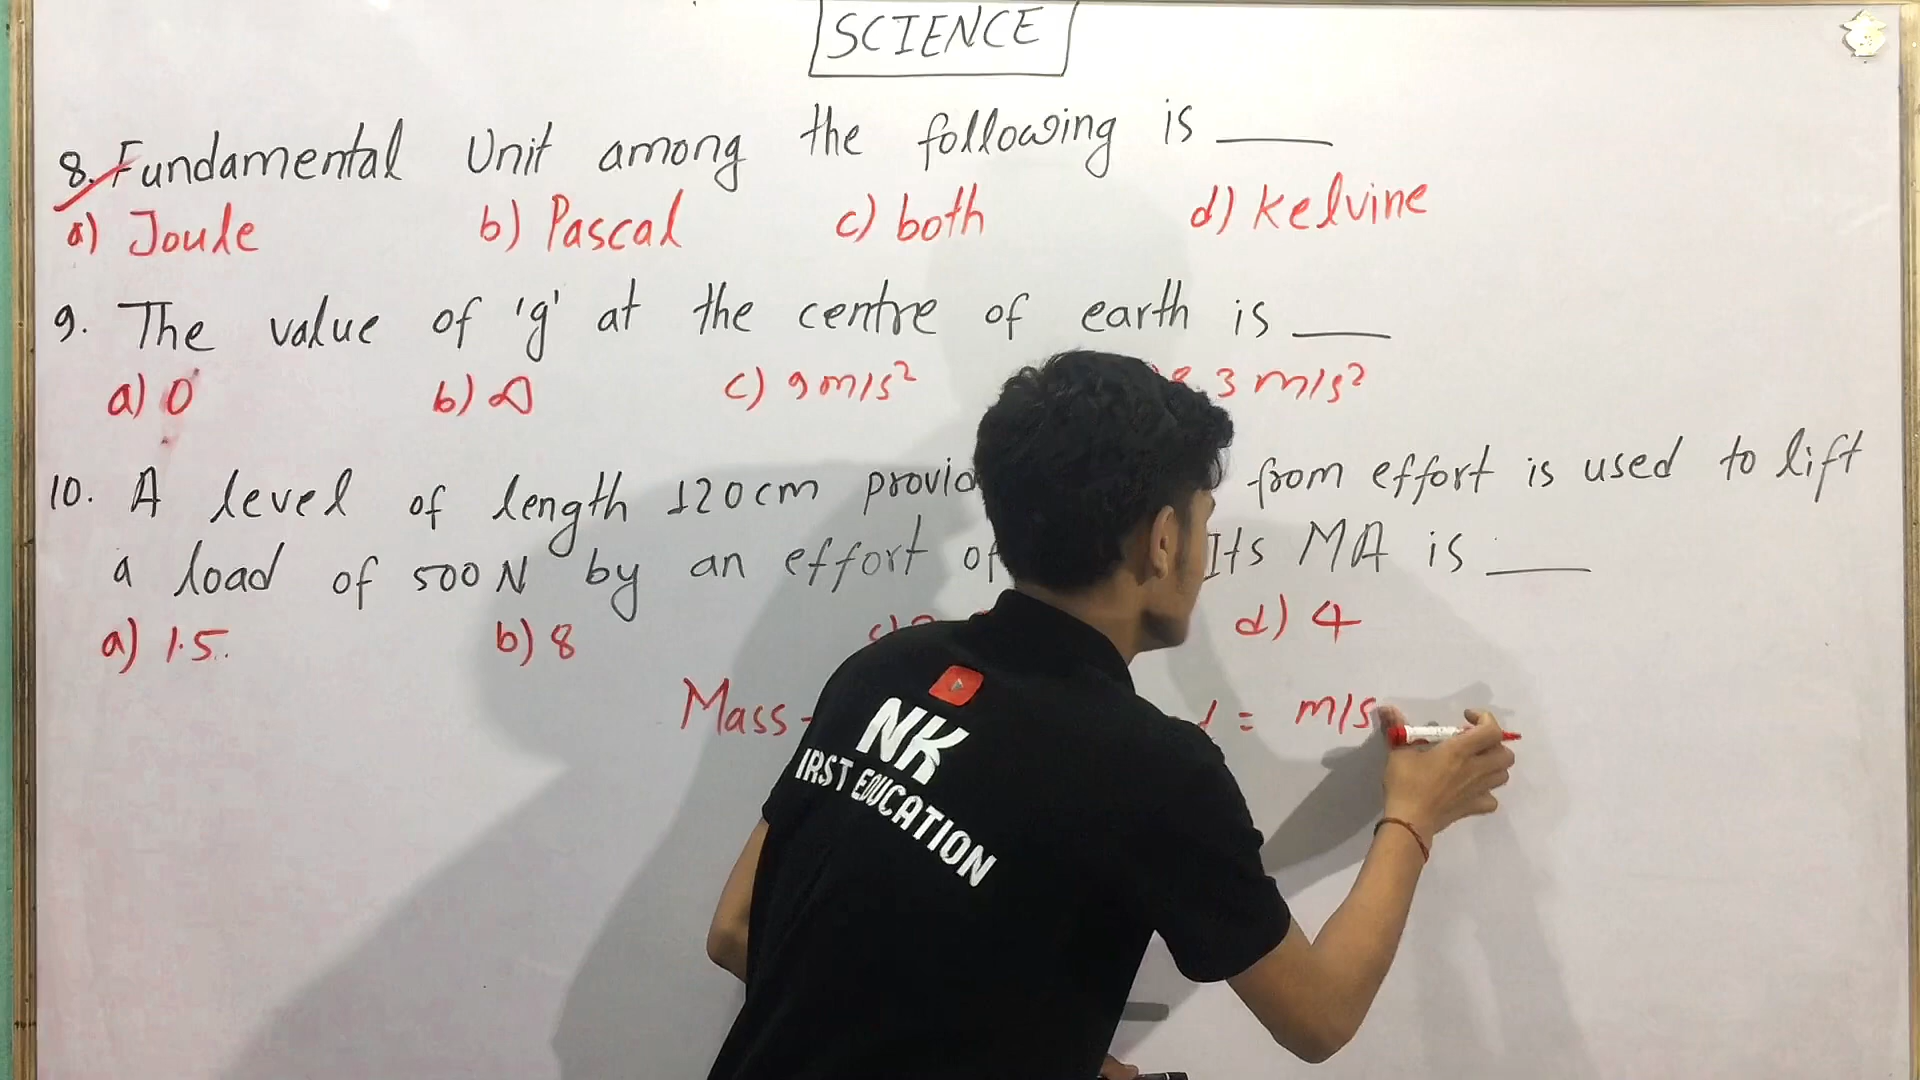 SCIENCE
8. Fundamental Unit among the following is ____
a) Joule b) Pascal c) both d) Kelvine
9. The value of 'g' at the centre of earth is ____
a) 0 b) ∞ c) 9 m/s² 3 m/s²
10. A level of length 120cm from effort is used to lift
a load of 500 N by an effort of Its MA is ____
a) 1.5 b) 8 d) 4
Mass = m/s
NK
IRST EDUCATION